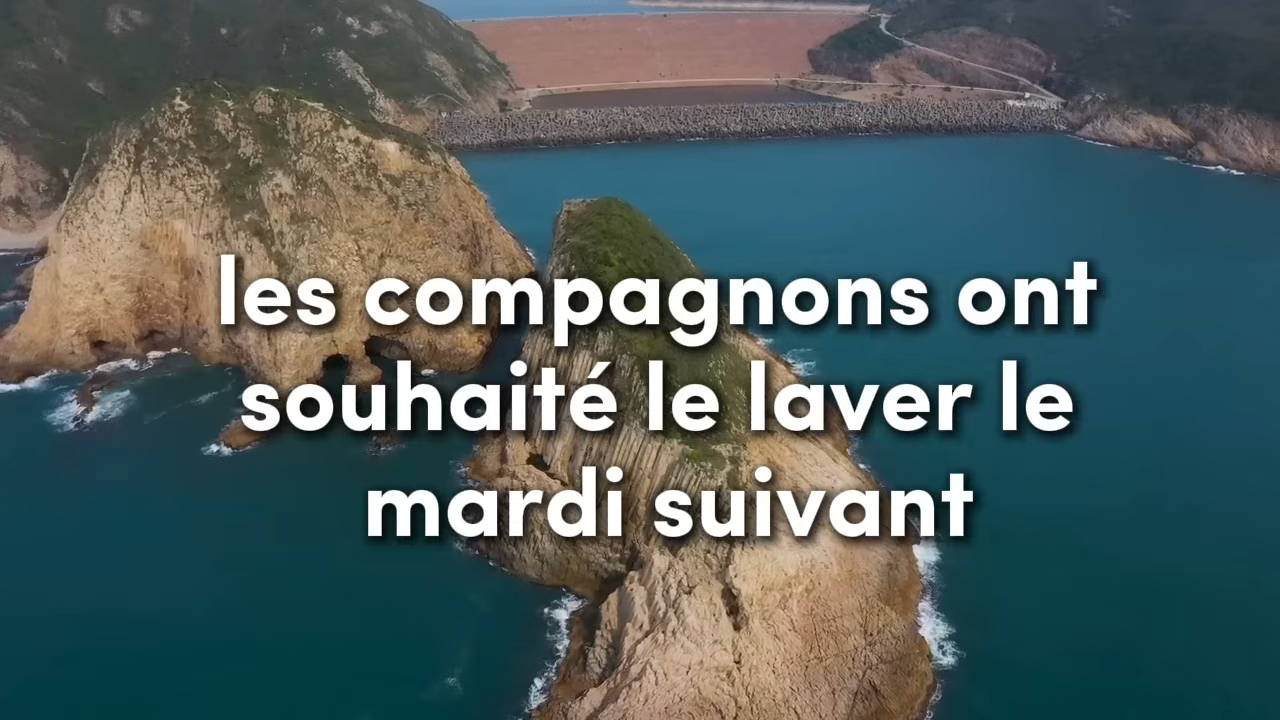 les compagnons ont
souhaité le laver le
mardi suivant